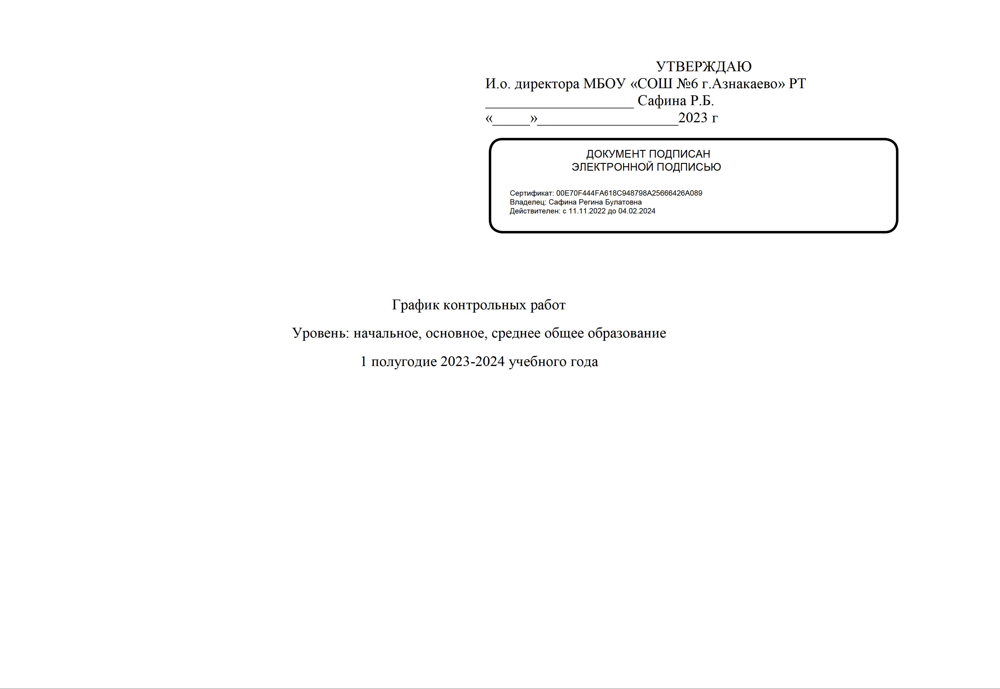 УТВЕРЖДАЮ
И.о. директора МБОУ «СОШ №6 г.Азнакаево» РТ
____________________ Сафина Р.Б.
«_____»___________________2023 г
ДОКУМЕНТ ПОДПИСАН
ЭЛЕКТРОННОЙ ПОДПИСЬЮ
Сертификат: 00E70F444FA618C948798A25666426A089
Владелец: Сафина Регина Булатовна
Действителен: с 11.11.2022 до 04.02.2024
График контрольных работ
Уровень: начальное, основное, среднее общее образование
1 полугодие 2023-2024 учебного года